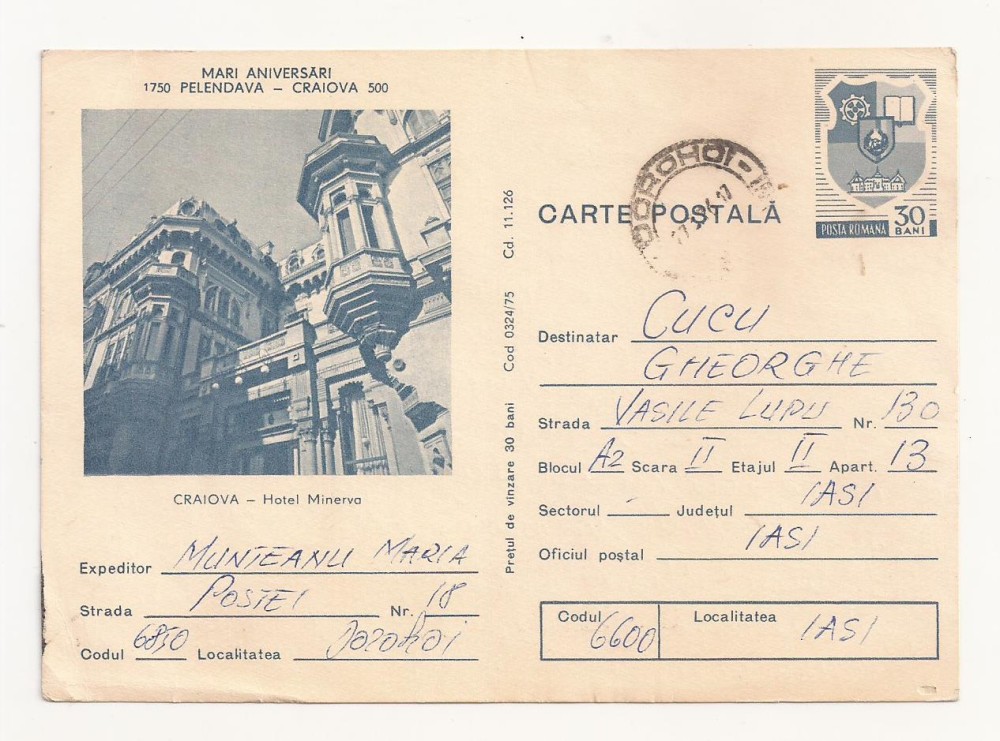 MARI ANIVERSĂRI
1750 PELENDAVA – CRAIOVA 500
CRAIOVA – Hotel Minerva
Expeditor MUNTEANU MARIA
Strada POSTEI Nr. 18
Codul 6850 Localitatea Dorohoi
Prețul de vînzare 30 bani Cod 0324/75 Cd. 11.126
DOROHOI
CARTE POȘTALĂ
POSTA ROMANA 30 BANI
Destinatar CUCU
GHEORGHE
Strada VASILE LUPU Nr. 130
Blocul A2 Scara II Etajul II Apart. 13
Sectorul - Județul IASI
Oficiul poștal IASI
Codul 6600 Localitatea IASI